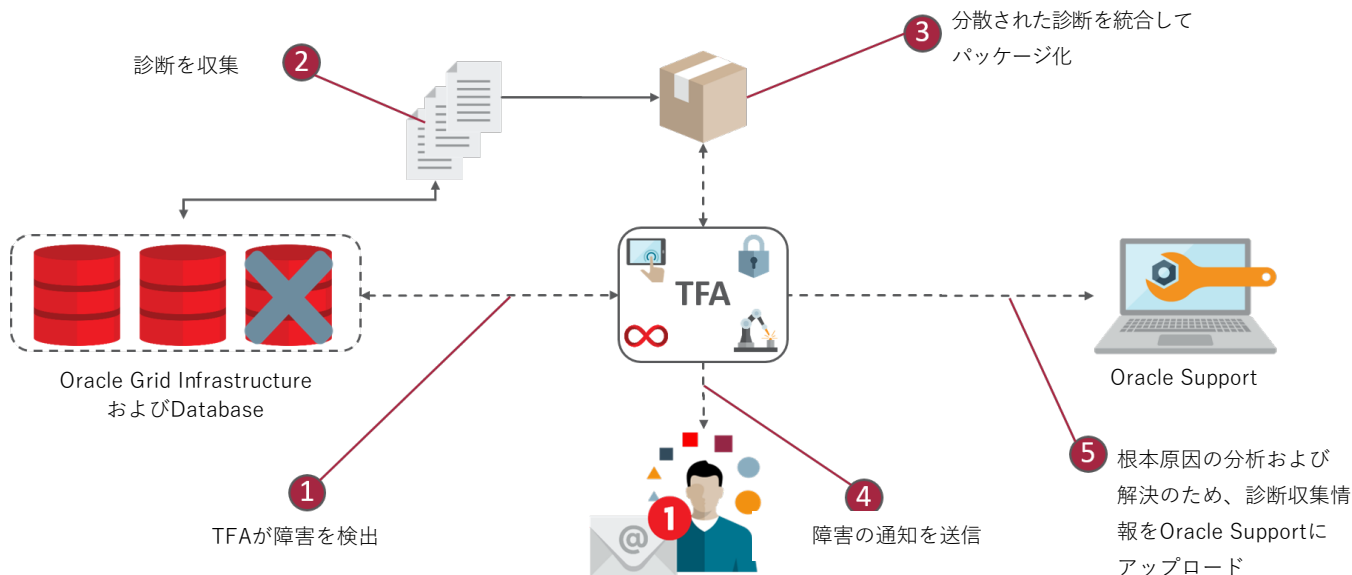 3
分散された診断を統合して
パッケージ化
診断を収集
2
TFA
Oracle Grid Infrastructure
およびDatabase
Oracle Support
1
TFAが障害を検出
@
1
4
障害の通知を送信
5
根本原因の分析および
解決のため、診断収集情
報をOracle Supportに
アップロード